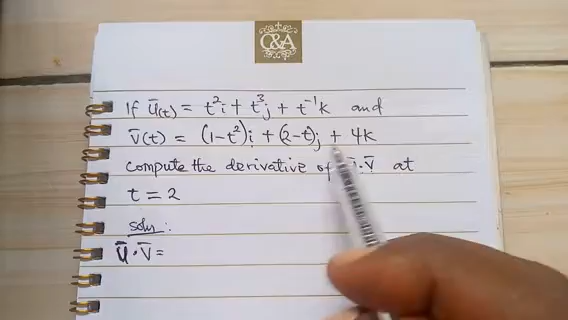 C&A
If ū(t) = t²i + t³j + t⁻¹k and
v̄(t) = (1-t²)i + (2-t)j + 4k
Compute the derivative of .v̄ at
t = 2
soln:
ū·v̄ =